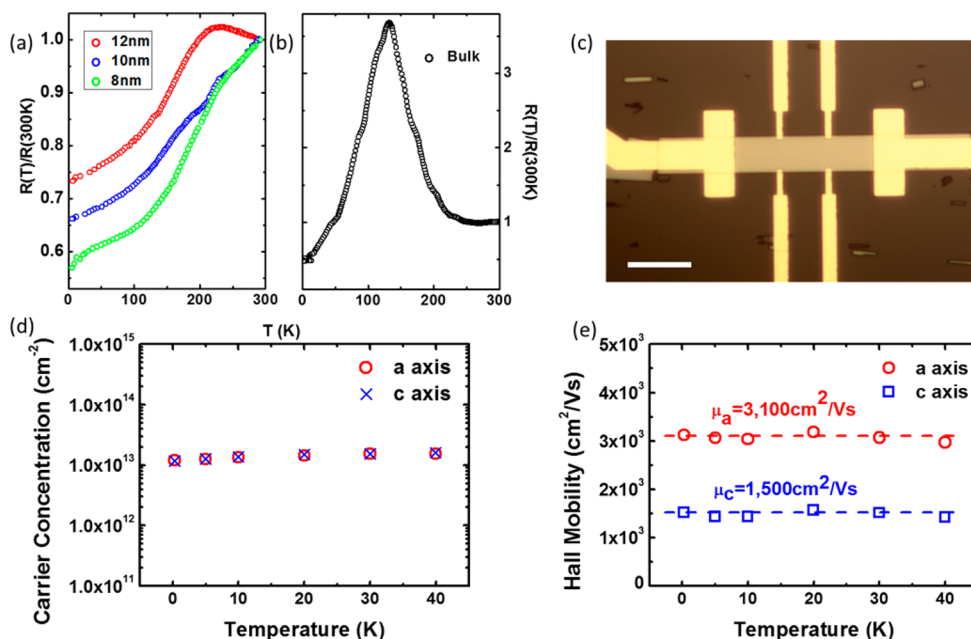 (a)
12nm
10nm
8nm
R(T)/R(300K)
1.0
0.9
0.8
0.7
0.6
0 100 200 300
(b)
Bulk
3
2
1
R(T)/R(300K)
0 100 200 300
T (K)
(c)
(d)
Carrier Concentration (cm⁻²)
1.0x10¹⁵
1.0x10¹⁴
1.0x10¹³
1.0x10¹²
1.0x10¹¹
a axis
c axis
0 10 20 30 40
Temperature (K)
(e)
Hall Mobility (cm²/Vs)
5x10³
4x10³
3x10³
2x10³
1x10³
0
a axis
c axis
μa=3,100cm²/Vs
μc=1,500cm²/Vs
0 10 20 30 40
Temperature (K)